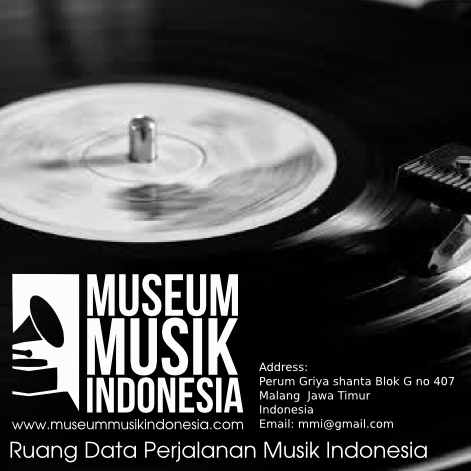 MUSEUM
MUSIK
INDONESIA
www.museummusikindonesia.com
Address:
Perum Griya shanta Blok G no 407
Malang  Jawa Timur
Indonesia
Email: mmi@gmail.com
Ruang Data Perjalanan Musik Indonesia